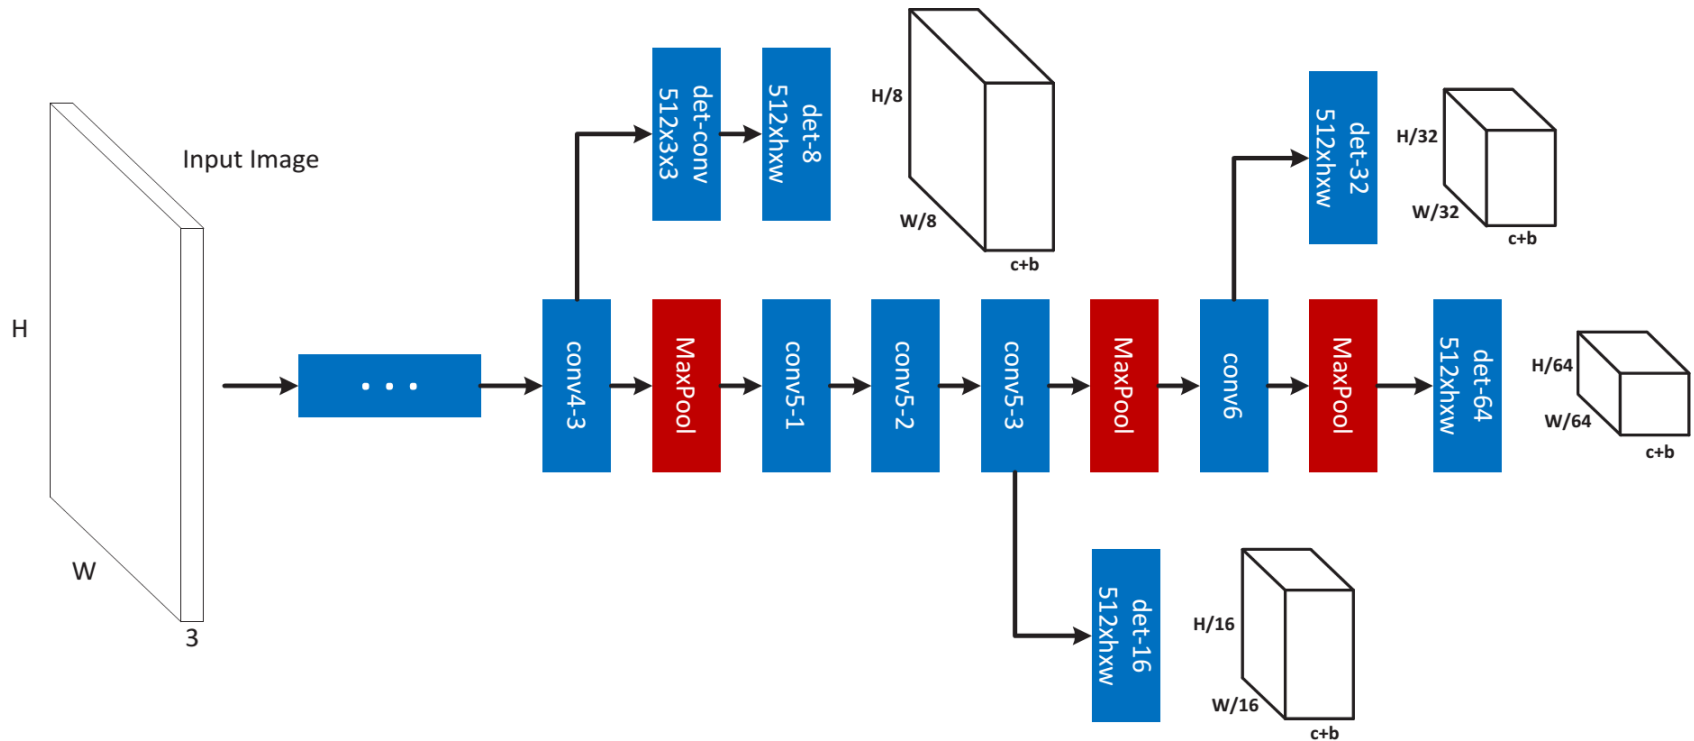 Input Image
H
W
3
. . .
conv4-3
det-conv
512x3x3
det-8
512xhxw
H/8
W/8
c+b
MaxPool
conv5-1
conv5-2
conv5-3
MaxPool
conv6
det-32
512xhxw
H/32
W/32
c+b
MaxPool
det-64
512xhxw
H/64
W/64
c+b
det-16
512xhxw
H/16
W/16
c+b